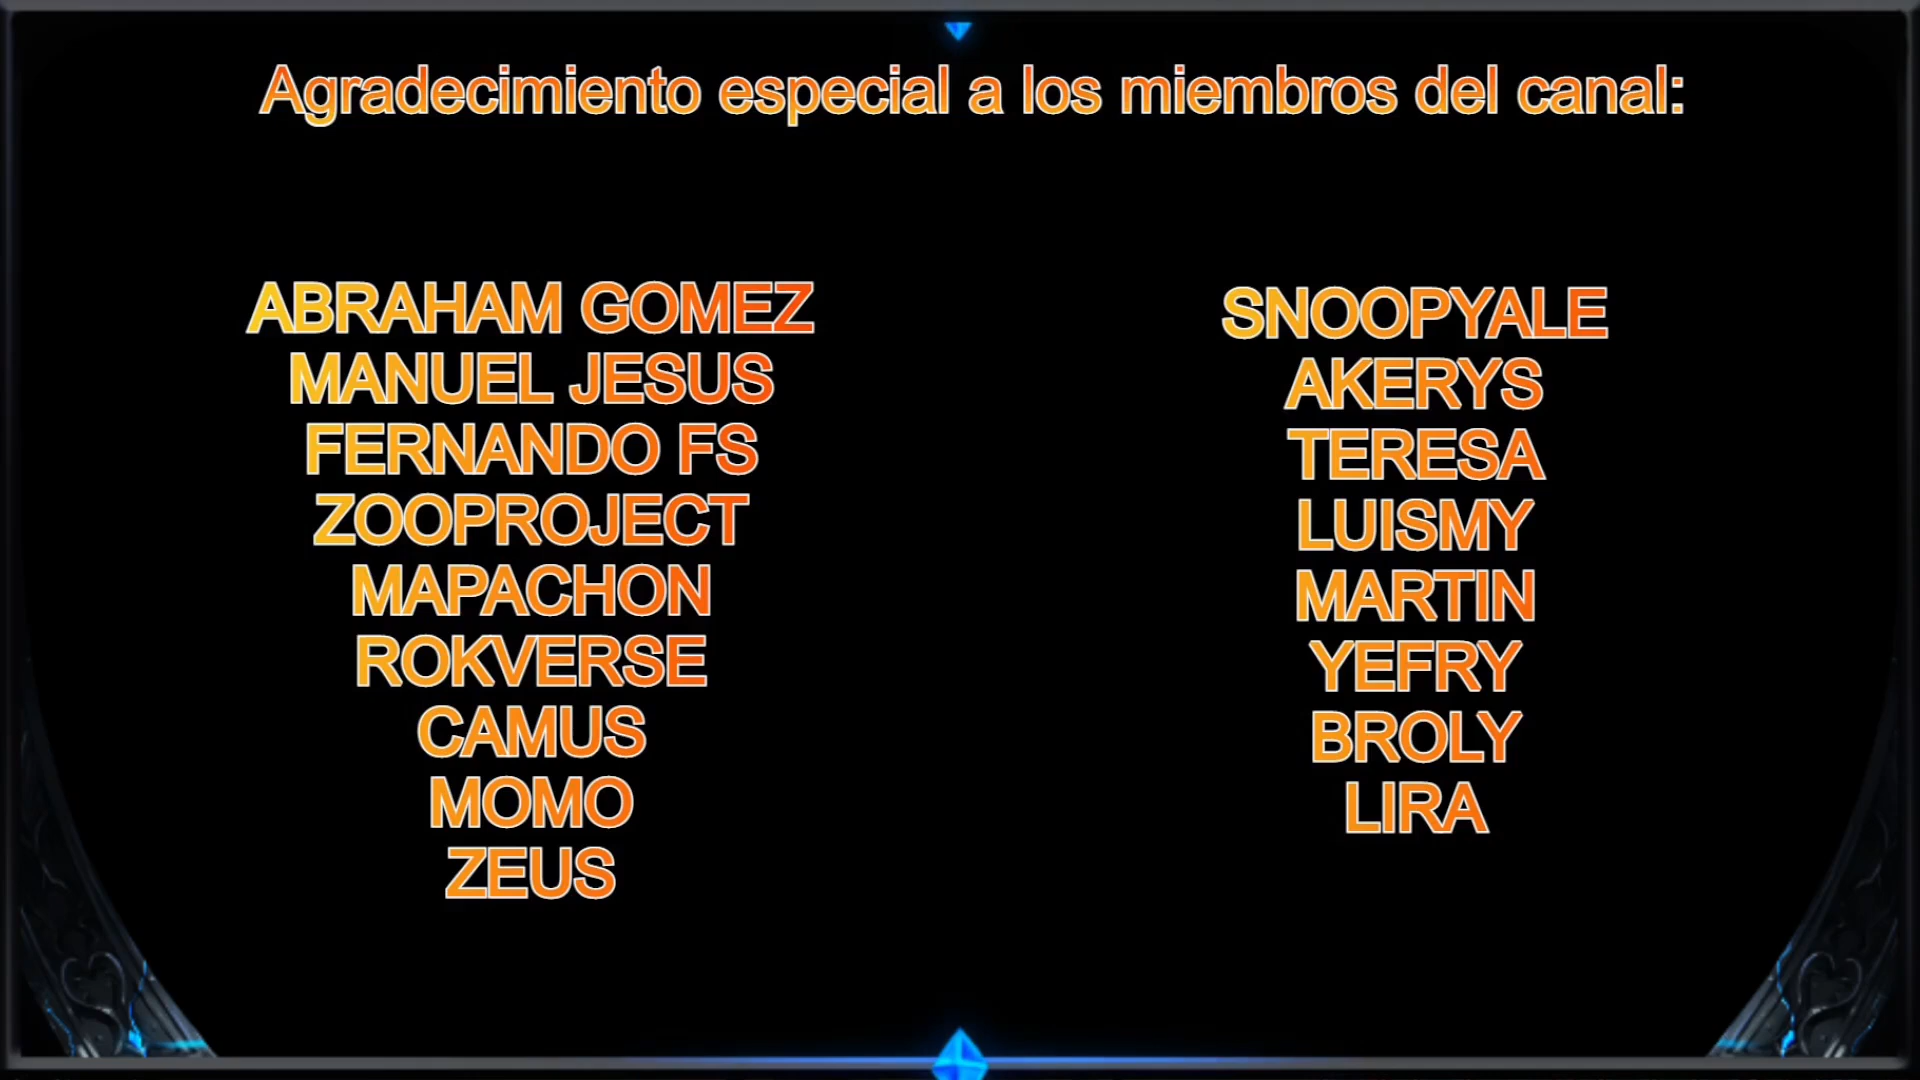 Agradecimiento especial a los miembros del canal:
ABRAHAM GOMEZ
MANUEL JESUS
FERNANDO FS
ZOOPROJECT
MAPACHON
ROKVERSE
CAMUS
MOMO
ZEUS
SNOOPYALE
AKERYS
TERESA
LUISMY
MARTIN
YEFRY
BROLY
LIRA